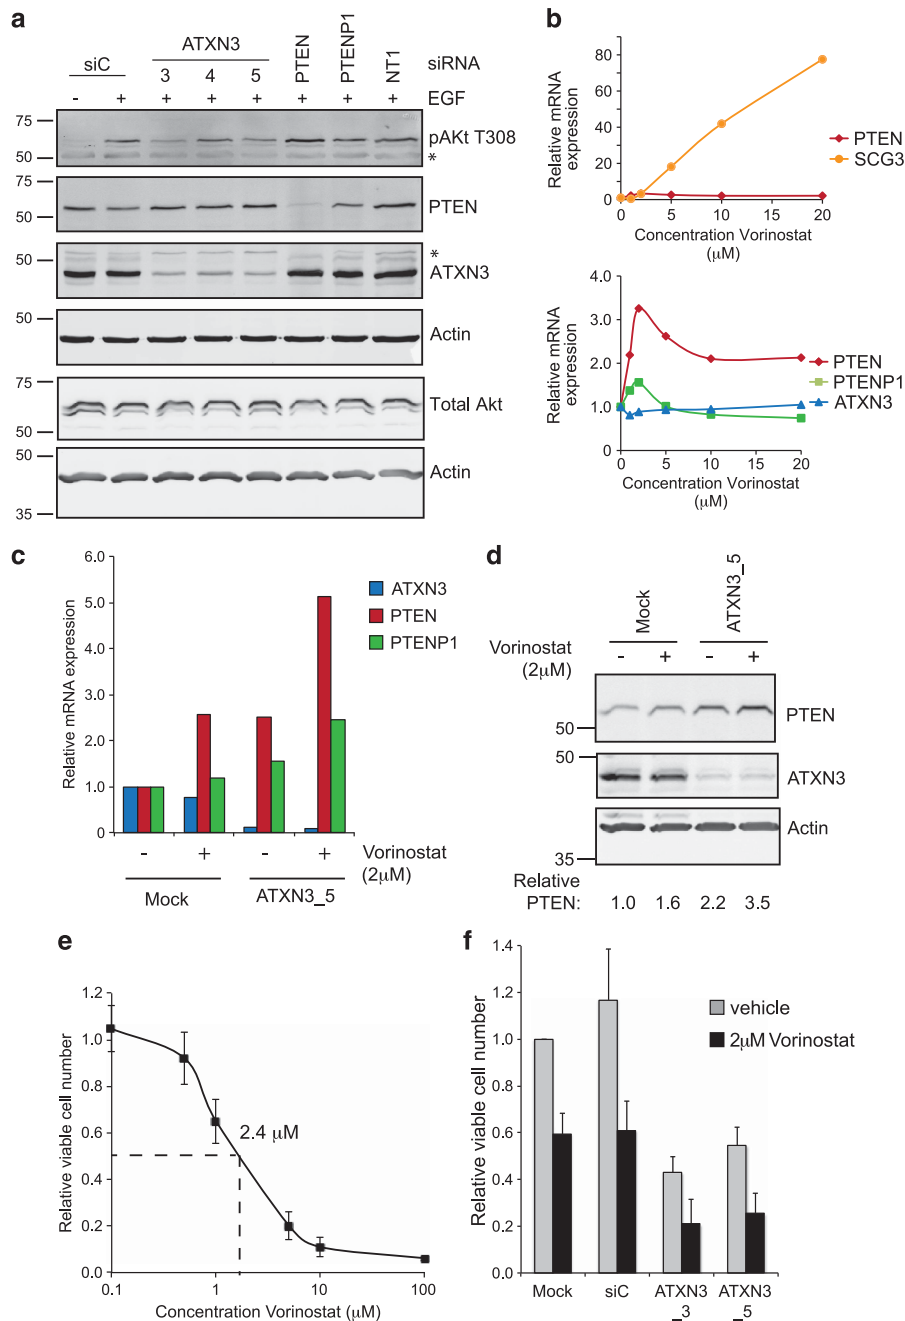 a
ATXN3
siC
3 4 5 PTEN PTENP1 NT1 siRNA
- + + + + + + + EGF
75
50
pAKt T308
*
75
50
PTEN
50
*
ATXN3
50
Actin
75
50
Total Akt
50
35
Actin
b
Relative mRNA
expression
80
60
40
20
0
0 5 10 15 20
Concentration Vorinostat
(μM)
PTEN
SCG3
Relative mRNA
expression
4.0
3.0
2.0
1.0
0
0 5 10 15 20
Concentration Vorinostat
(μM)
PTEN
PTENP1
ATXN3
c
Relative mRNA expression
6.0
5.0
4.0
3.0
2.0
1.0
0
ATXN3
PTEN
PTENP1
- + - + Vorinostat
(2μM)
Mock ATXN3_5
d
Mock ATXN3_5
Vorinostat
(2μM)
- + - +
50
PTEN
50
ATXN3
35
Actin
Relative
PTEN: 1.0 1.6 2.2 3.5
e
Relative viable cell number
1.2
1.0
0.8
0.6
0.4
0.2
0.0
2.4 μM
0.1 1 10 100
Concentration Vorinostat (μM)
f
Relative viable cell number
1.4
1.2
1.0
0.8
0.6
0.4
0.2
0.0
vehicle
2μM Vorinostat
Mock siC ATXN3 ATXN3
_3 _5